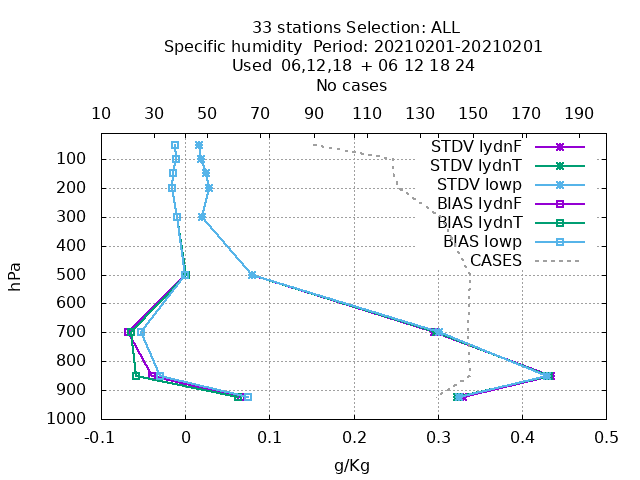 33 stations Selection: ALL
Specific humidity  Period: 20210201-20210201
Used  06,12,18  + 06 12 18 24
No cases
10 30 50 70 90 110 130 150 170 190
STDV lydnF
STDV lydnT
STDV lowp
BIAS lydnF
BIAS lydnT
BIAS lowp
CASES
100
200
300
400
500
600
700
800
900
1000
hPa
-0.1 0 0.1 0.2 0.3 0.4 0.5
g/Kg